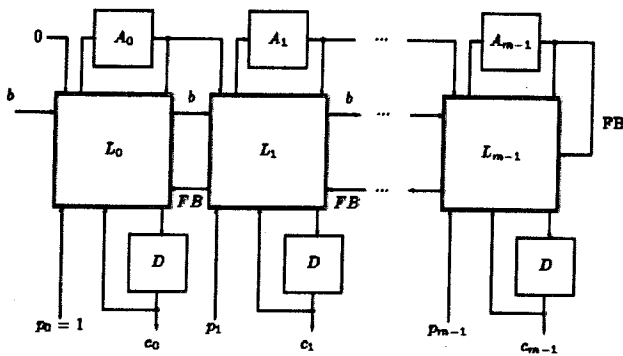 0 A₀ A₁ ... Aₘ₋₁
b b b ... FB
L₀ L₁ Lₘ₋₁
FB FB ...
D D D
p₀ = 1 c₀ p₁ c₁ pₘ₋₁ cₘ₋₁